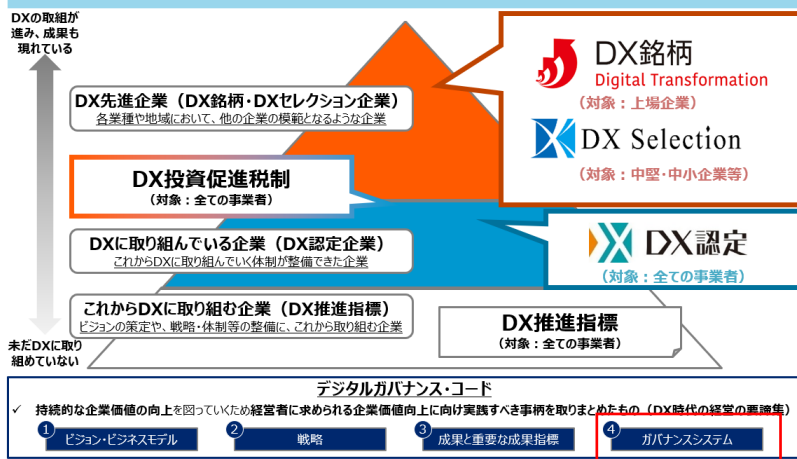 DXの取組が
進み、成果も
現れている
DX銘柄
Digital Transformation
（対象：上場企業）
DX Selection
（対象：中堅・中小企業等）
DX先進企業（DX銘柄・DXセレクション企業）
各業種や地域において、他の企業の模範となるような企業
DX投資促進税制
（対象：全ての事業者）
DXに取り組んでいる企業（DX認定企業）
これからDXに取り組んでいく体制が整備できた企業
DX認定
（対象：全ての事業者）
これからDXに取り組む企業（DX推進指標）
ビジョンの策定や、戦略・体制等の整備に、これから取り組む企業
DX推進指標
（対象：全ての事業者）
未だDXに取り
組めていない
デジタルガバナンス・コード
✓ 持続的な企業価値の向上を図っていくため経営者に求められる企業価値向上に向け実践すべき事柄を取りまとめたもの（DX時代の経営の要諦集）
1 ビジョン・ビジネスモデル
2 戦略
3 成果と重要な成果指標
4 ガバナンスシステム